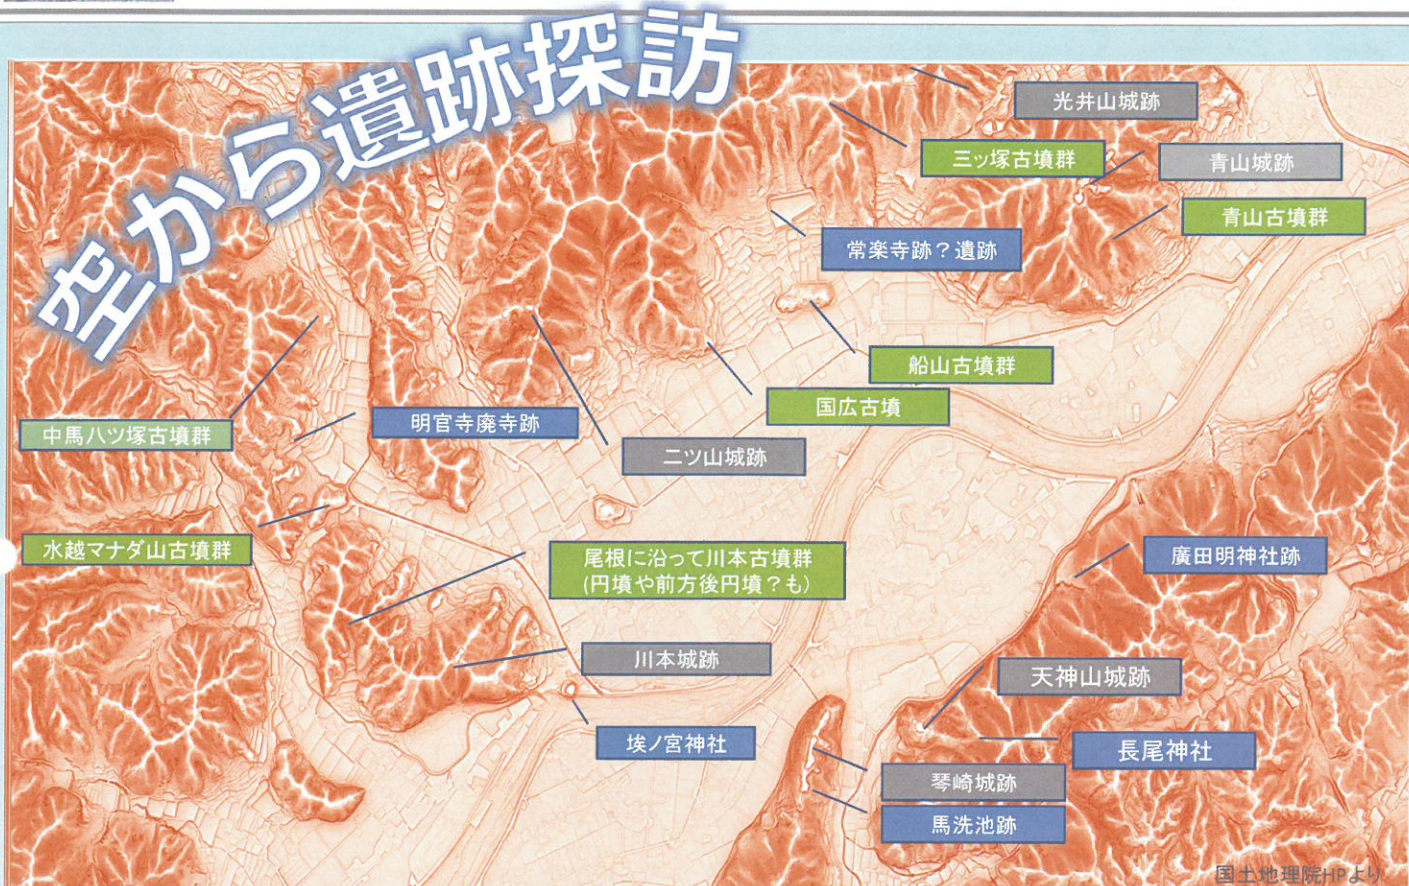 空から遺跡探訪
光井山城跡
三ッ塚古墳群
青山城跡
青山古墳群
常楽寺跡？遺跡
船山古墳群
国広古墳
中馬八ツ塚古墳群
明官寺廃寺跡
二ツ山城跡
水越マナダ山古墳群
尾根に沿って川本古墳群
(円墳や前方後円墳？も)
廣田明神社跡
川本城跡
天神山城跡
埃ノ宮神社
長尾神社
琴崎城跡
馬洗池跡
国土地理院HPより